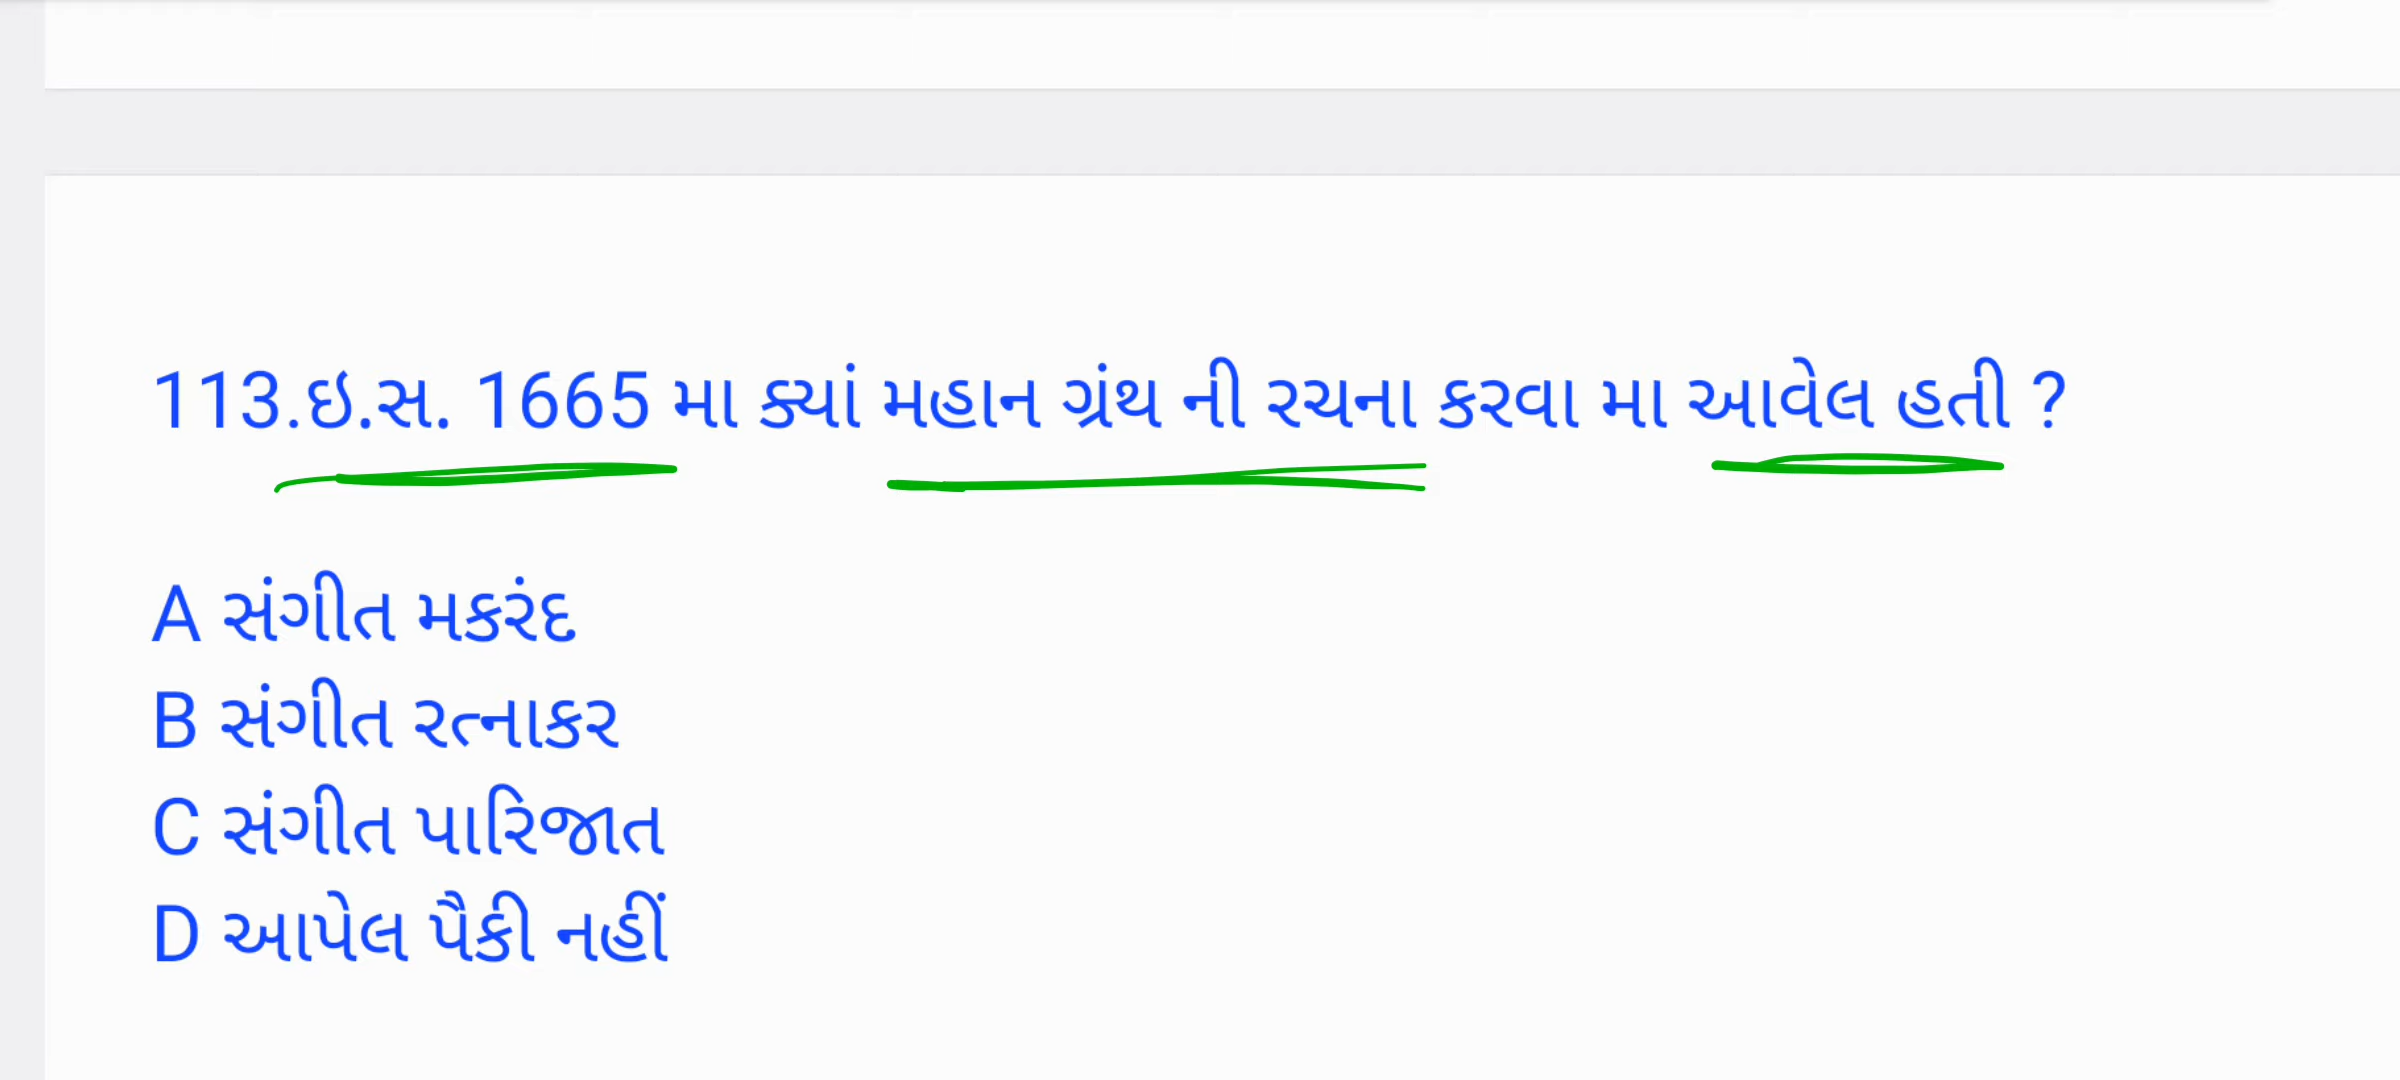 113.ઇ.સ. 1665 મા ક્યાં મહાન ગ્રંથ ની રચના કરવા મા આવેલ હતી ?
A સંગીત મકરંદ
B સંગીત રત્નાકર
C સંગીત પારિજાત
D આપેલ પૈકી નહીં